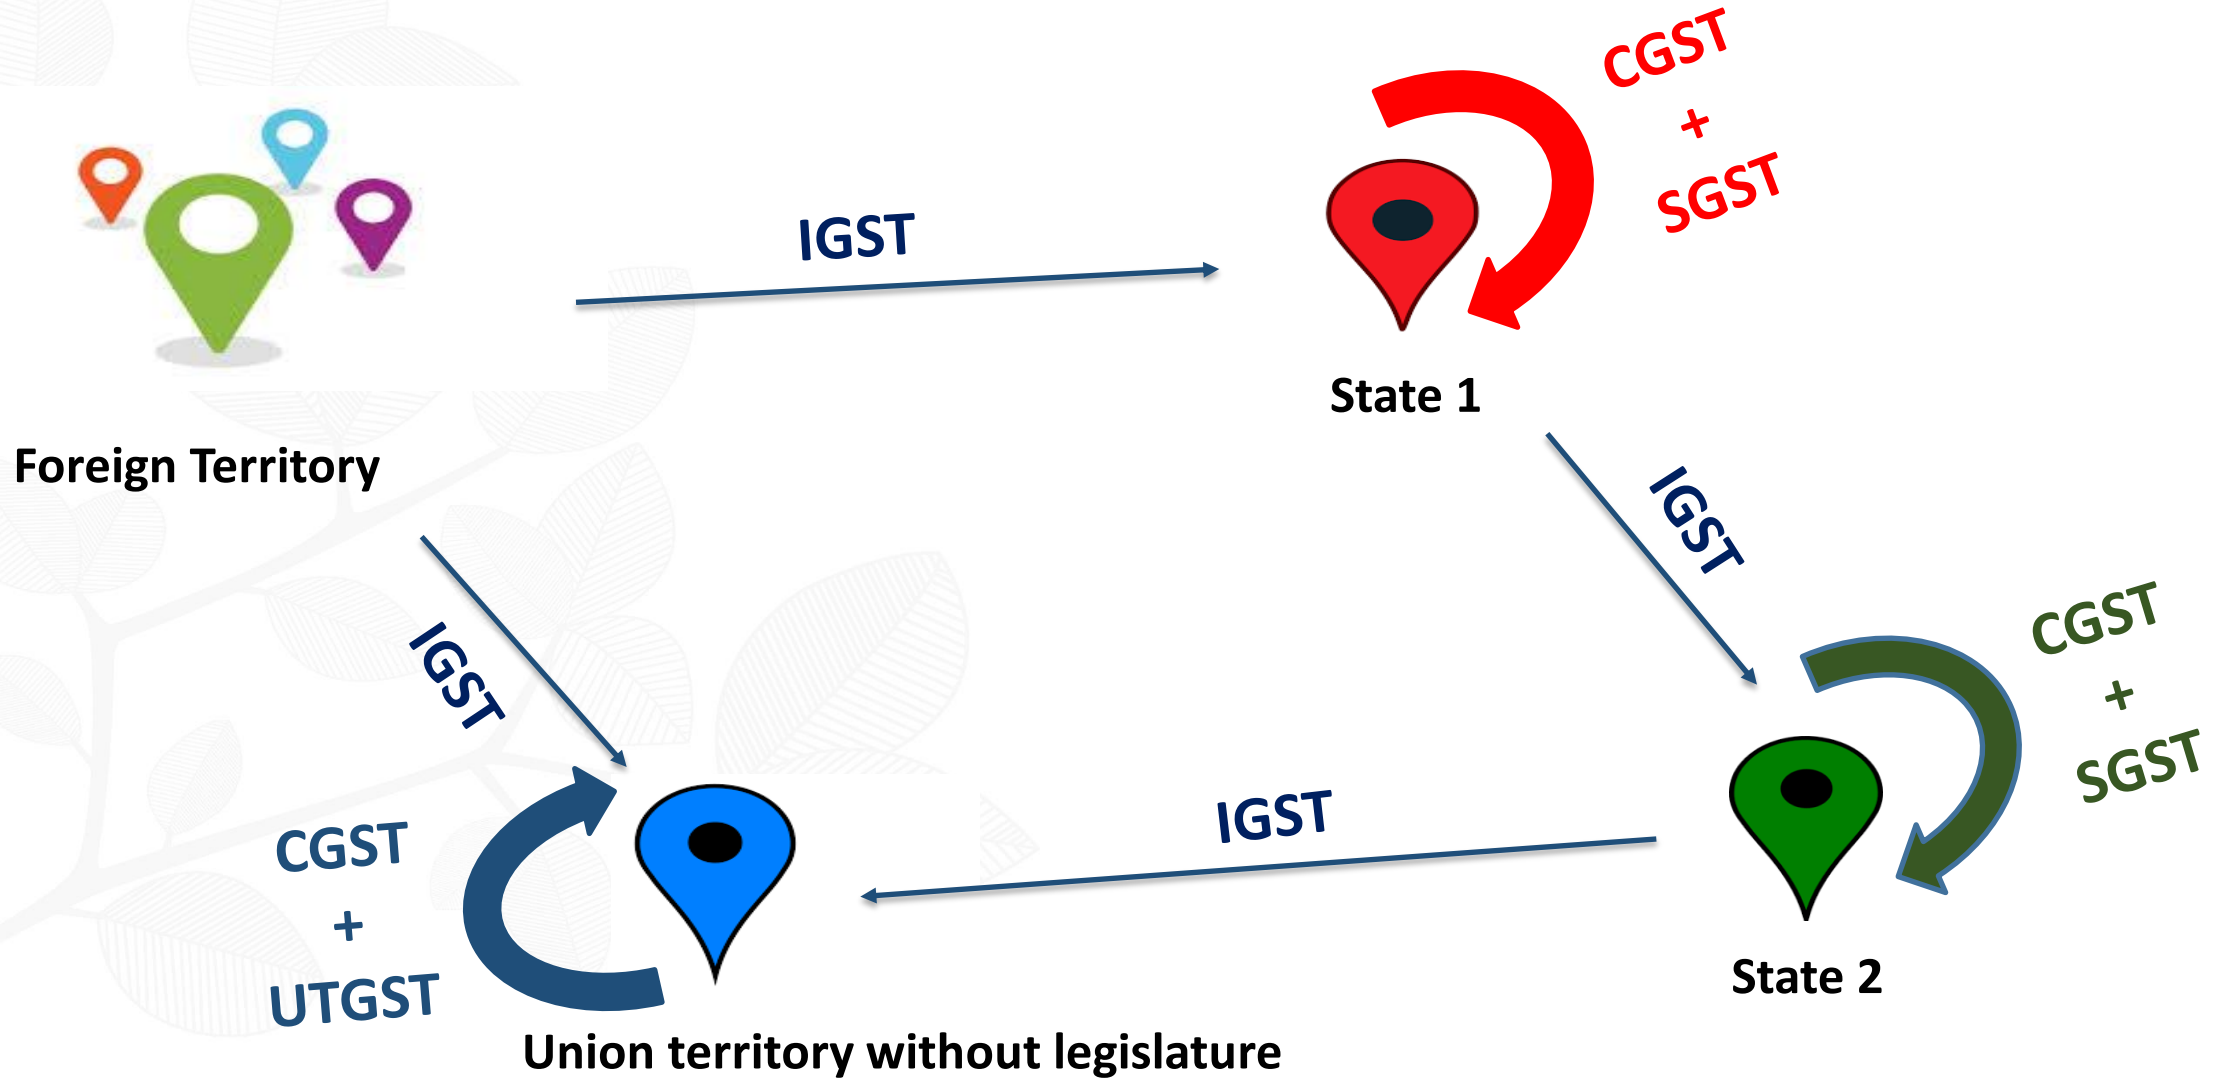 CGST
+
SGST
IGST
State 1
Foreign Territory
IGST
IGST
CGST
+
SGST
IGST
CGST
+
UTGST
State 2
Union territory without legislature